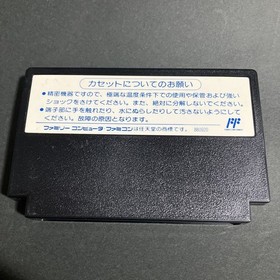 カセットについてのお願い
●精密機器ですので、極端な温度条件下での使用や保管および強い
ショックをさけてください。また、絶対に分解しないでください。
●端子部に手を触れたり、水にぬらしたりして汚さないようにして
ください。故障の原因となります。
FF
ファミリーコンピュータ ファミコンは任天堂の商標です。